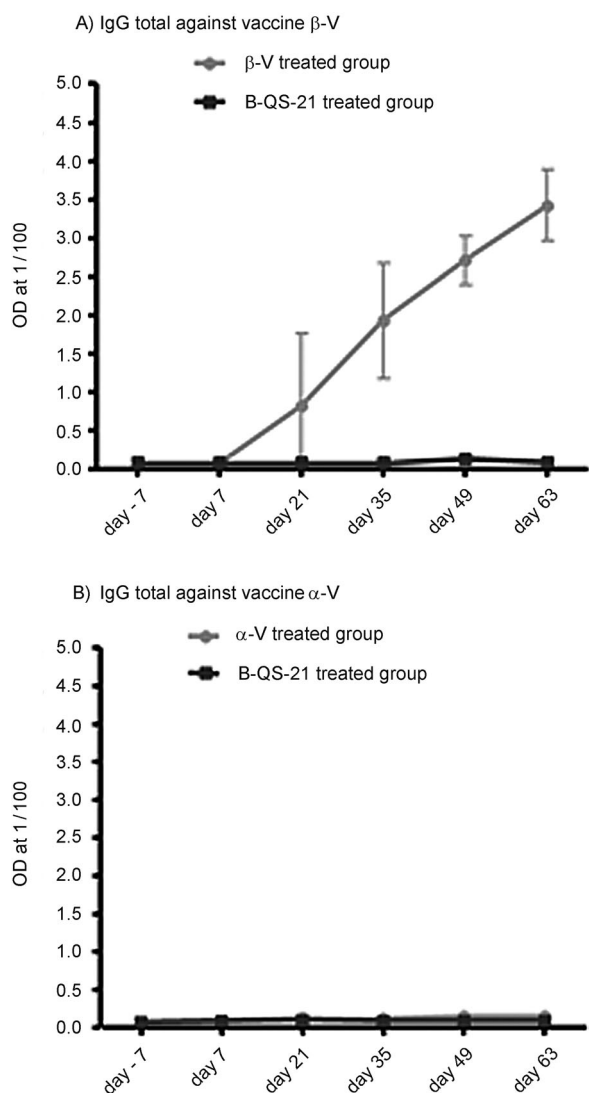 A) IgG total against vaccine β-V
β-V treated group
B-QS-21 treated group
OD at 1/100
5.0
4.5
4.0
3.5
3.0
2.5
2.0
1.5
1.0
0.5
0.0
day - 7
day 7
day 21
day 35
day 49
day 63
B) IgG total against vaccine α-V
α-V treated group
B-QS-21 treated group
OD at 1/100
5.0
4.5
4.0
3.5
3.0
2.5
2.0
1.5
1.0
0.5
0.0
day - 7
day 7
day 21
day 35
day 49
day 63